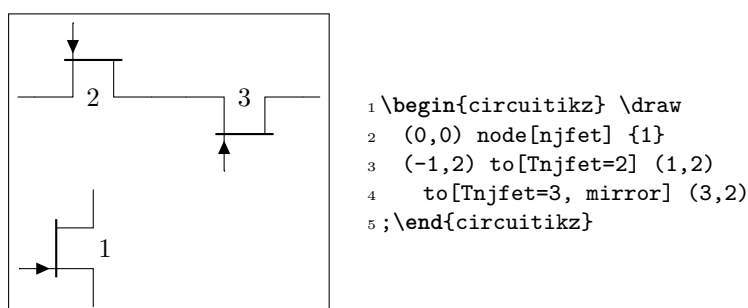 2
3
1
1 \begin{circuitikz} \draw
2 (0,0) node[njfet] {1}
3 (-1,2) to[Tnjfet=2] (1,2)
4 to[Tnjfet=3, mirror] (3,2)
5 ;\end{circuitikz}